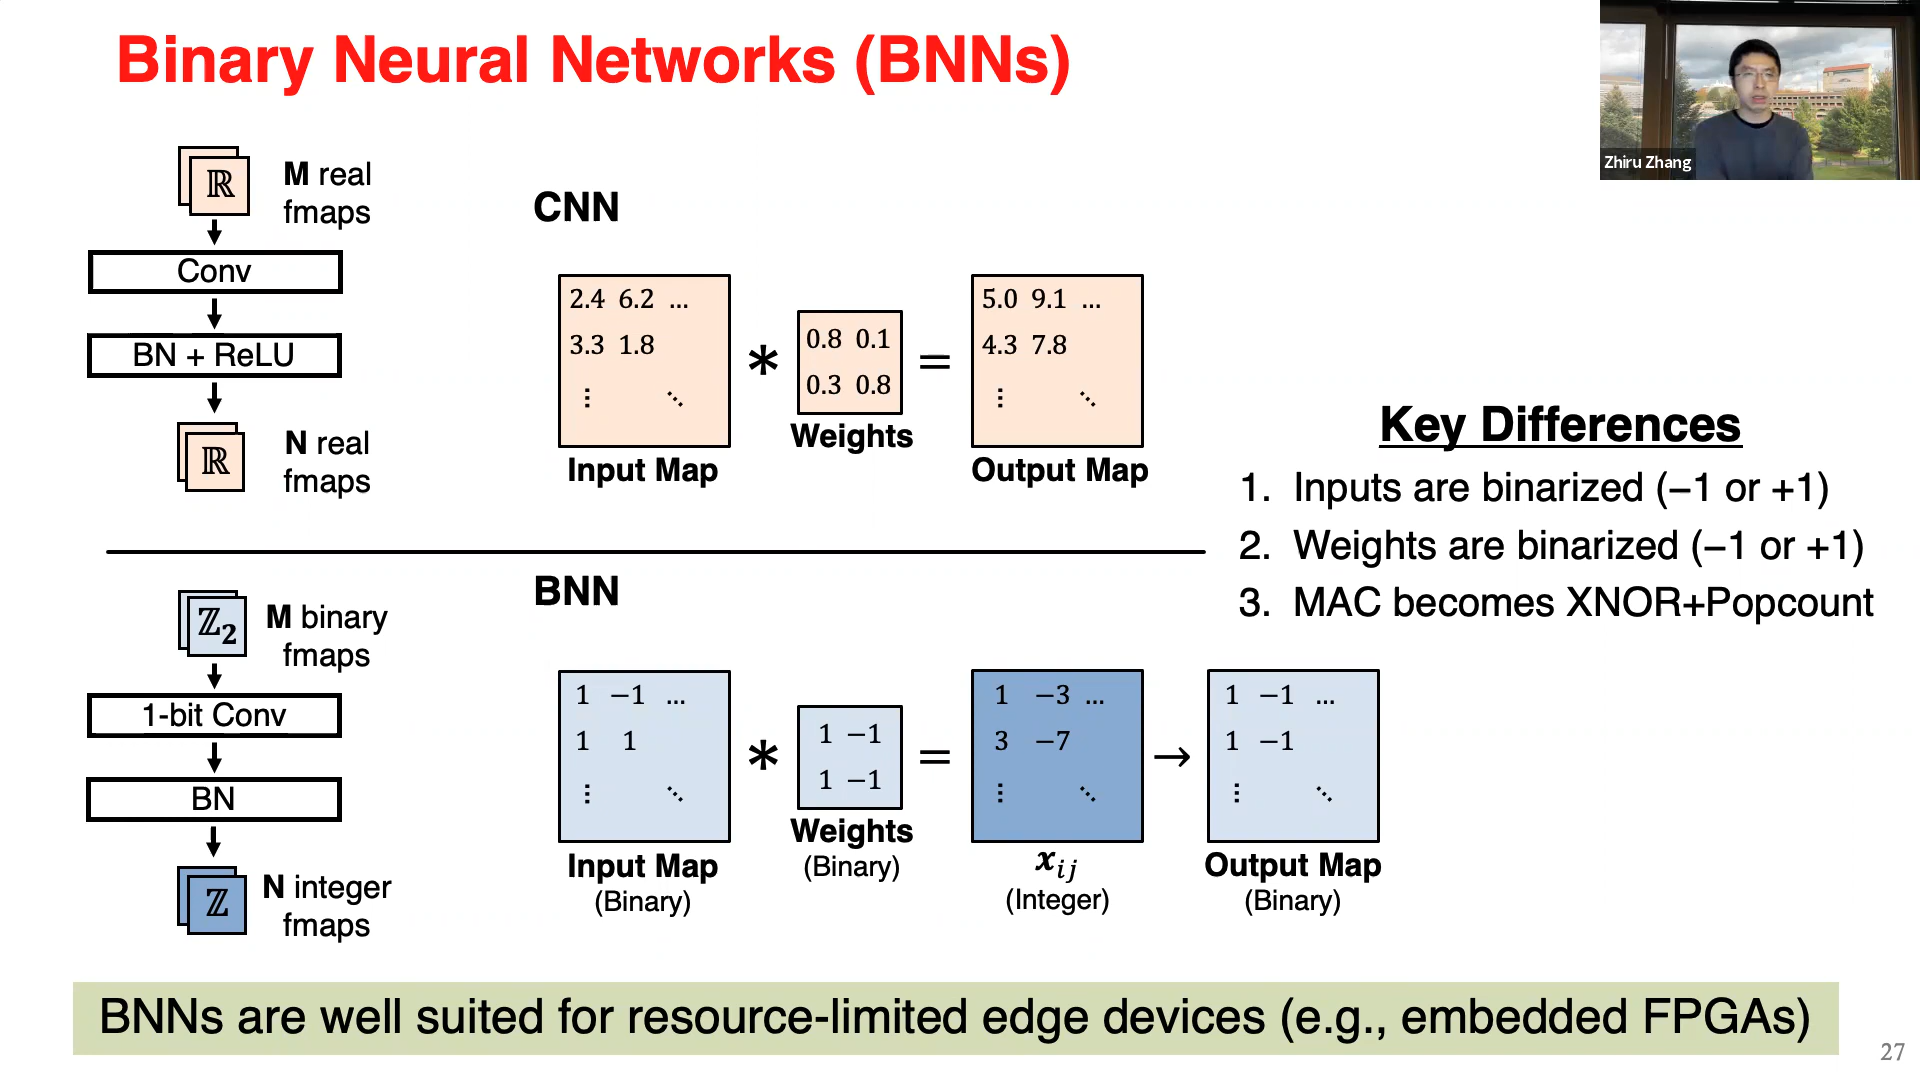 Binary Neural Networks (BNNs)
Zhiru Zhang
ℝ
M real
fmaps
Conv
BN + ReLU
ℝ
N real
fmaps
CNN
2.4 6.2 ...
3.3 1.8
⋮ ⋱
Input Map
*
0.8 0.1
0.3 0.8
Weights
=
5.0 9.1 ...
4.3 7.8
⋮ ⋱
Output Map
Key Differences
1. Inputs are binarized (−1 or +1)
2. Weights are binarized (−1 or +1)
3. MAC becomes XNOR+Popcount
ℤ₂
M binary
fmaps
1-bit Conv
BN
ℤ
N integer
fmaps
BNN
1 −1 ...
1 1
⋮ ⋱
Input Map
(Binary)
*
1 −1
1 −1
Weights
(Binary)
=
1 −3 ...
3 −7
⋮ ⋱
xᵢⱼ
(Integer)
→
1 −1 ...
1 −1
⋮ ⋱
Output Map
(Binary)
BNNs are well suited for resource-limited edge devices (e.g., embedded FPGAs)
27